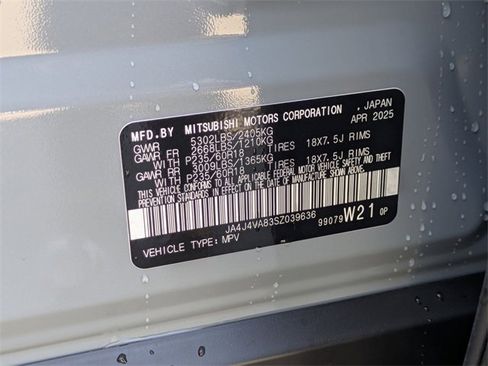 MFD.BY MITSUBISHI MOTORS CORPORATION, JAPAN
GVWR 5302LBS/2405KG APR 2025
GAWR FR 2668LBS/1210KG
WITH P235/60R18 TIRES 18X7.5J RIMS
GAWR RR 3009LBS/1365KG
WITH P235/60R18 TIRES 18X7.5J RIMS
THIS VEHICLE CONFORMS TO ALL APPLICABLE FEDERAL MOTOR VEHICLE SAFETY, BUMPER AND THEFT
PREVENTION STANDARDS IN EFFECT ON THE DATE OF MANUFACTURE SHOWN ABOVE.
JA4J4VA83SZ039636
VEHICLE TYPE: MPV 99079 W21 0P